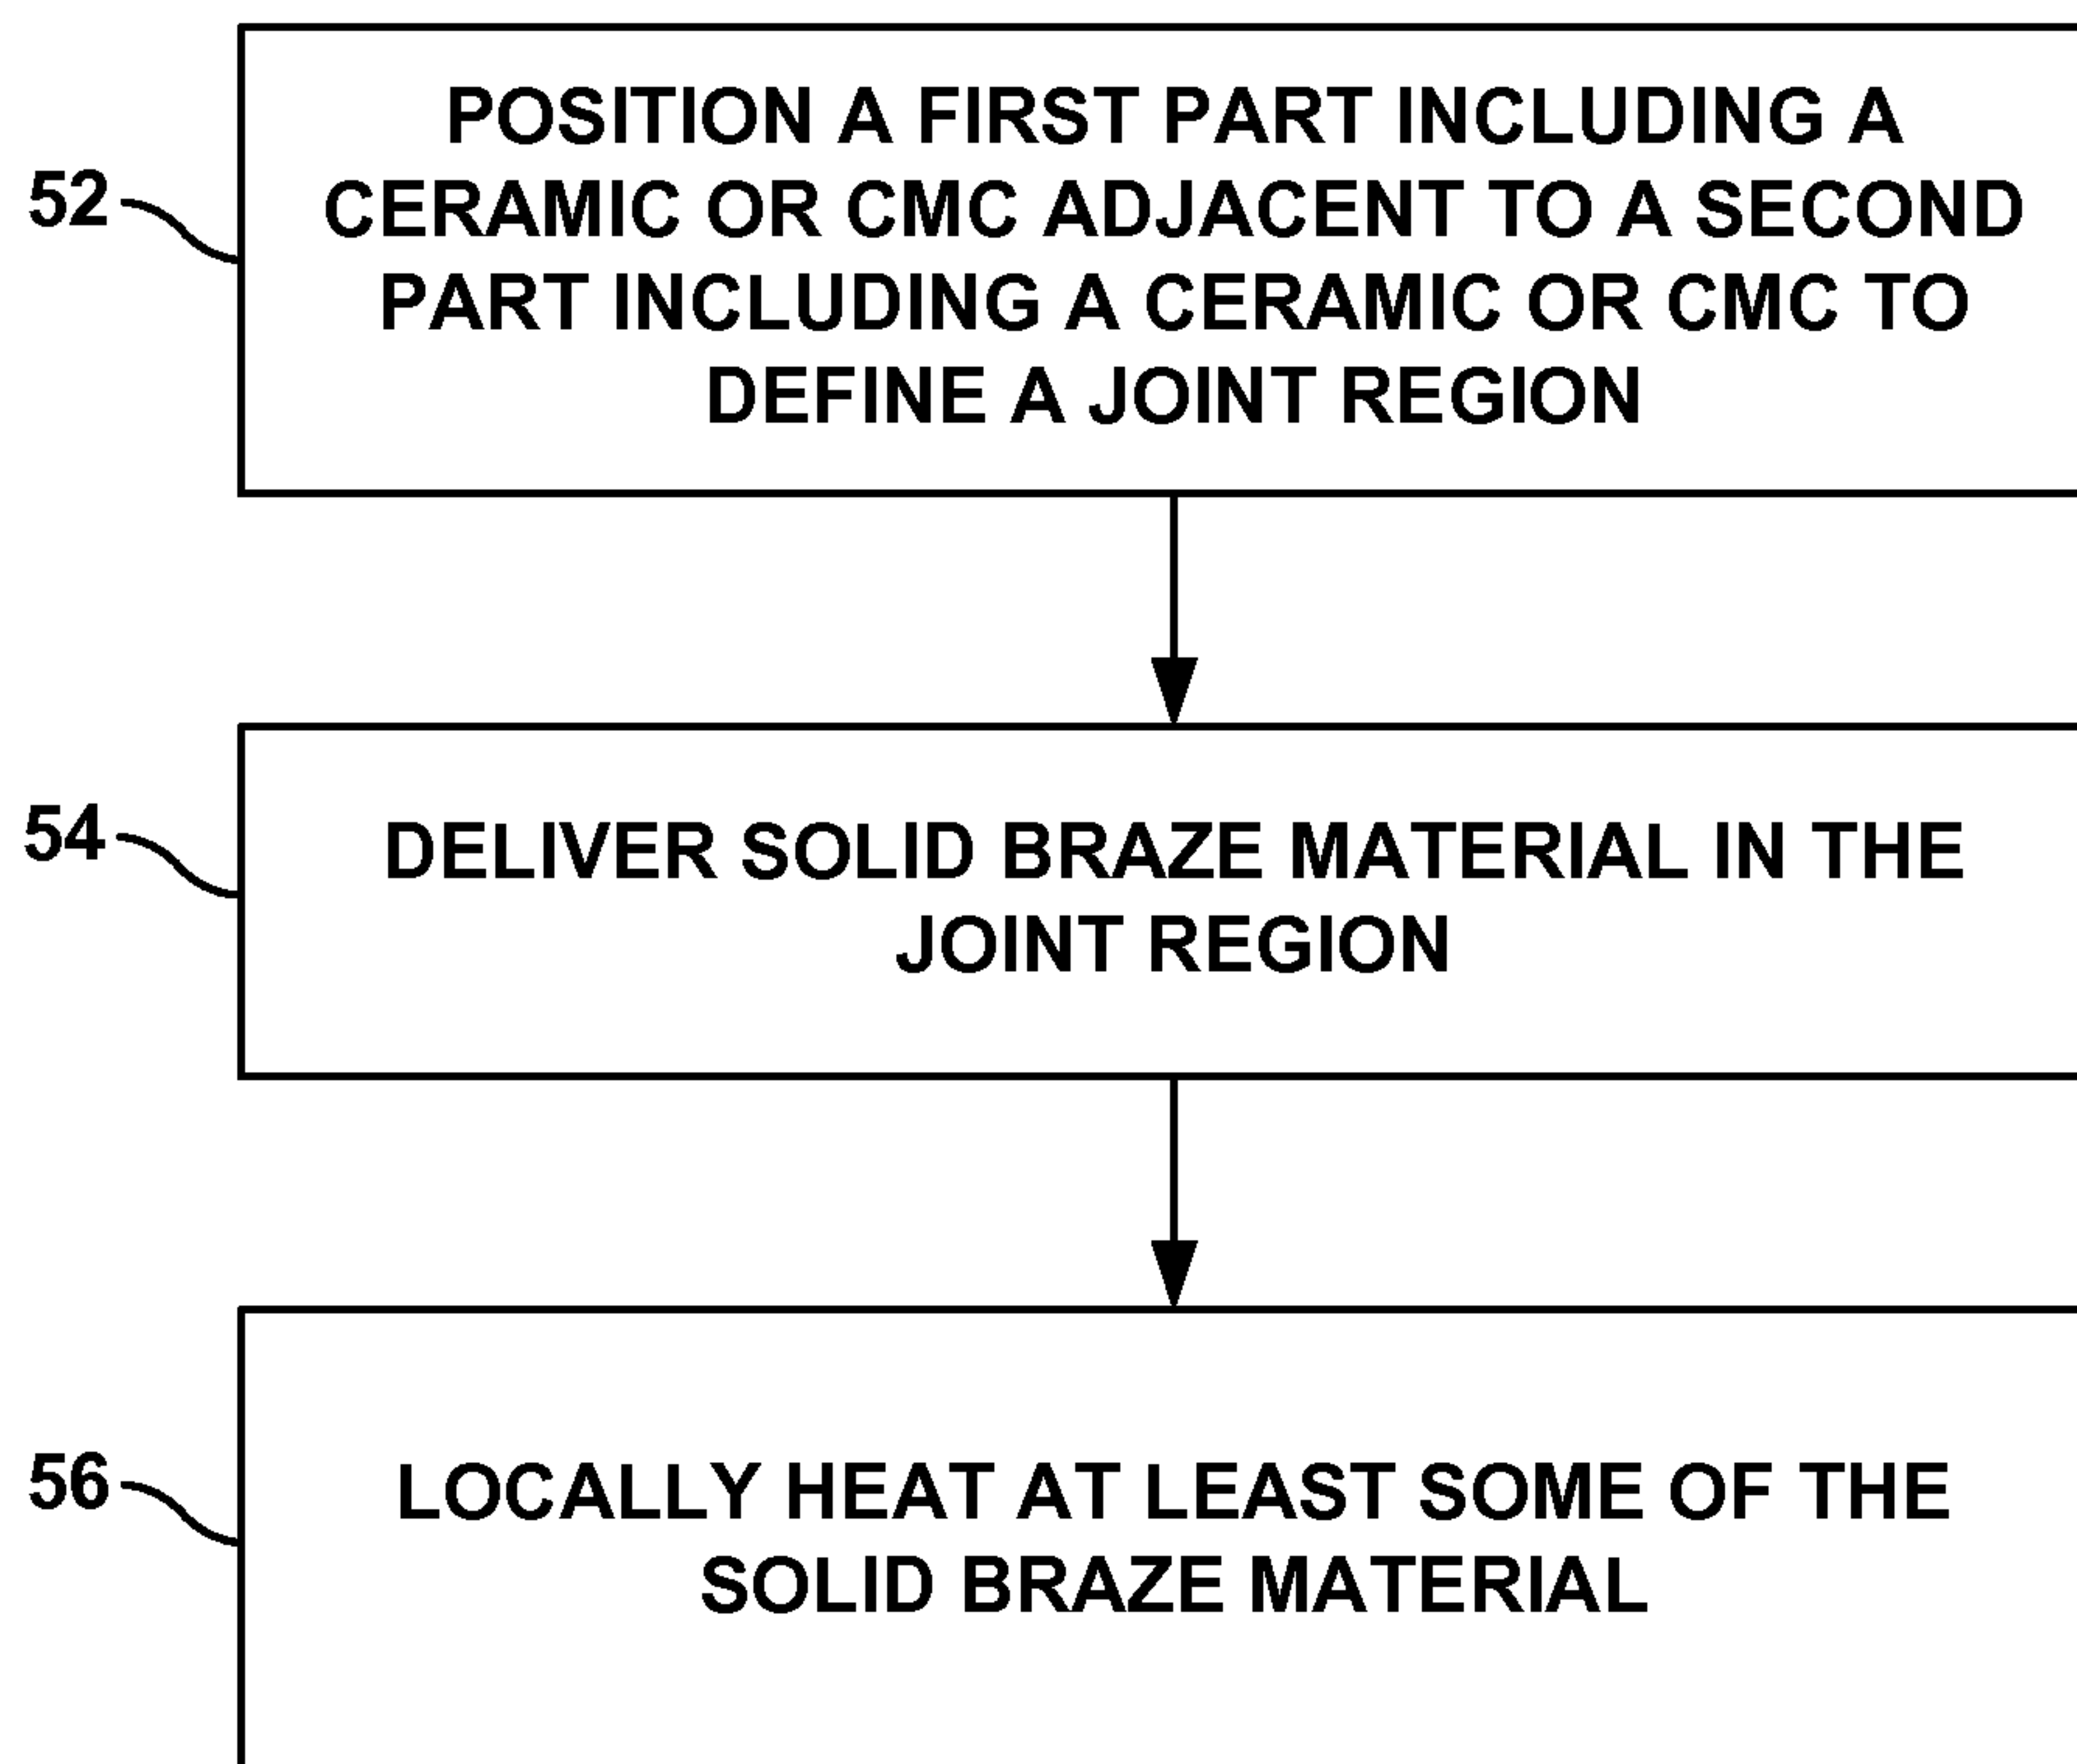 52
POSITION A FIRST PART INCLUDING A
CERAMIC OR CMC ADJACENT TO A SECOND
PART INCLUDING A CERAMIC OR CMC TO
DEFINE A JOINT REGION
54
DELIVER SOLID BRAZE MATERIAL IN THE
JOINT REGION
56
LOCALLY HEAT AT LEAST SOME OF THE
SOLID BRAZE MATERIAL